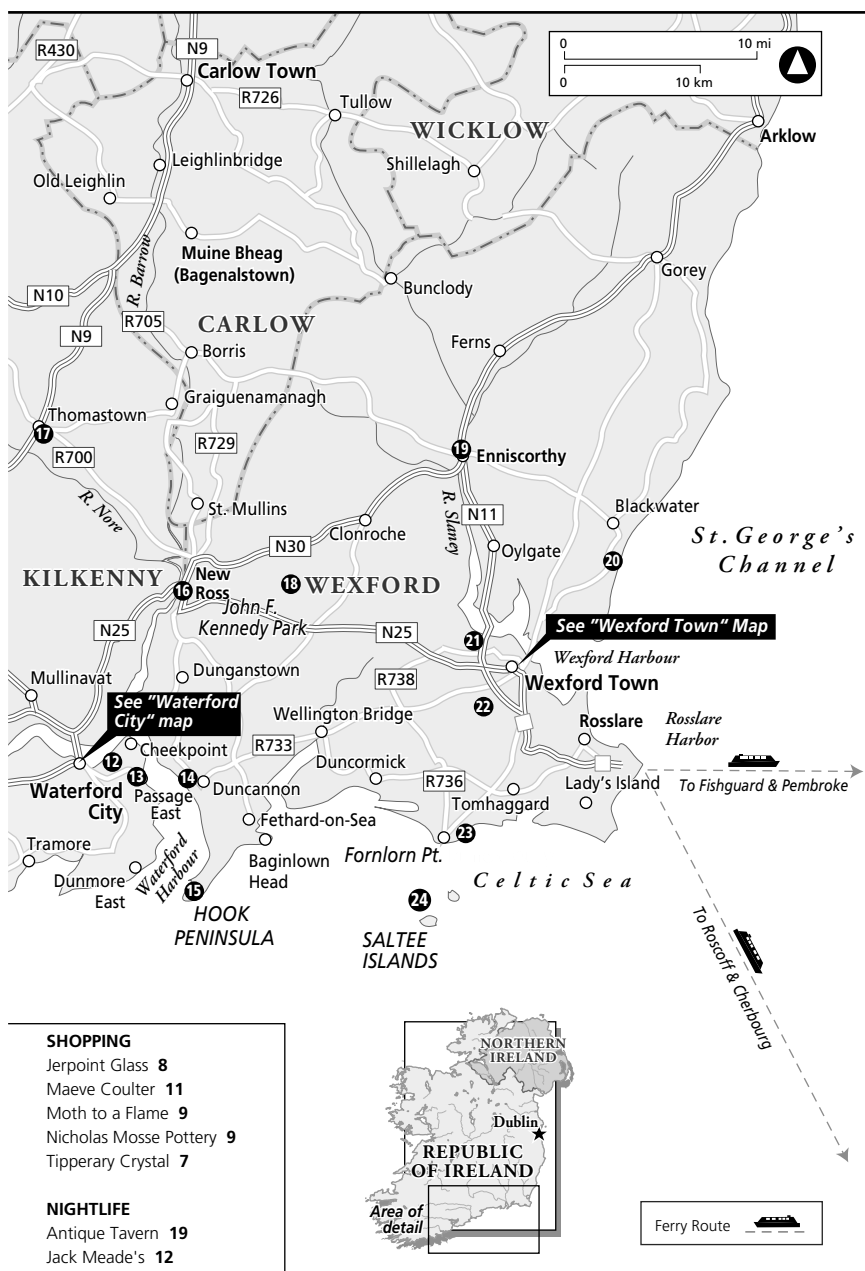 R430
N9
Carlow Town
R726
Tullow
WICKLOW
Shillelagh
Arklow
0 10 mi
0 10 km
Leighlinbridge
Old Leighlin
Muine Bheag
(Bagenalstown)
R. Barrow
Bunclody
Gorey
N10
N9
R705
CARLOW
Borris
Ferns
Graiguenamanagh
Thomastown
17
R700
R729
19
Enniscorthy
R. Nore
St. Mullins
R. Slaney
N11
Blackwater
Clonroche
N30
Oylgate
20
St. George's
Channel
KILKENNY
New
Ross
16
18
WEXFORD
John F.
Kennedy Park
N25
N25
21
See "Wexford Town" Map
Wexford Harbour
Wexford Town
Mullinavat
Dunganstown
R738
22
See "Waterford
City" map
Wellington Bridge
Rosslare
Rosslare
Harbor
Cheekpoint
R733
12
13
14
Waterford
City
Passage
East
Duncannon
Duncormick
R736
Tomhaggard
Lady's Island
To Fishguard & Pembroke
Fethard-on-Sea
23
Fornlorn Pt.
Tramore
Dunmore
East
Waterford
Harbour
Baginlown
Head
Celtic Sea
15
HOOK
PENINSULA
24
SALTEE
ISLANDS
To Roscoff & Cherbourg
SHOPPING
Jerpoint Glass 8
Maeve Coulter 11
Moth to a Flame 9
Nicholas Mosse Pottery 9
Tipperary Crystal 7
NIGHTLIFE
Antique Tavern 19
Jack Meade's 12
NORTHERN
IRELAND
Dublin
REPUBLIC
OF IRELAND
Area of
detail
Ferry Route